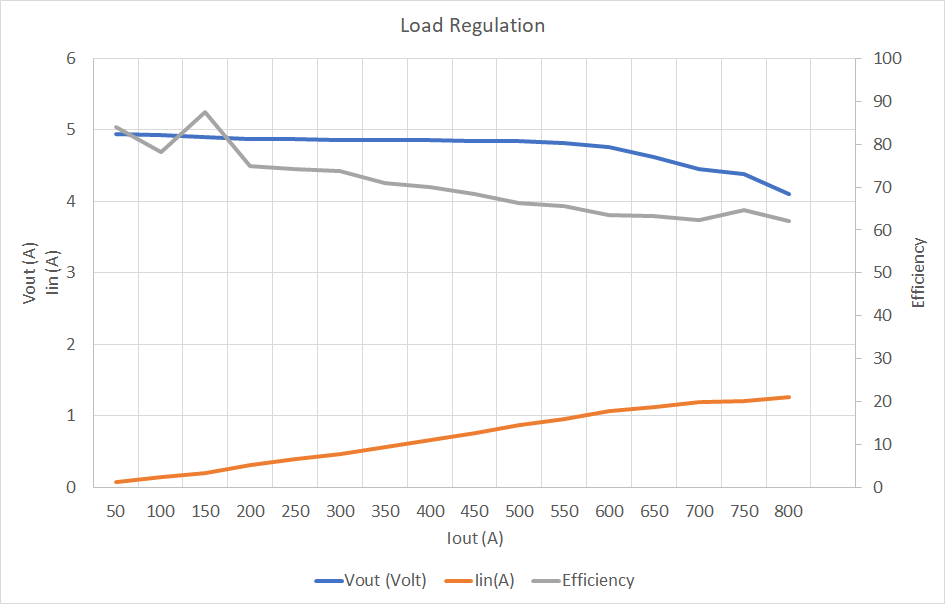 Load Regulation
6
5
4
3
2
1
0
Vout (A)
Iin (A)
100
90
80
70
60
50
40
30
20
10
0
Efficiency
50 100 150 200 250 300 350 400 450 500 550 600 650 700 750 800
Iout (A)
Vout (Volt) Iin(A) Efficiency